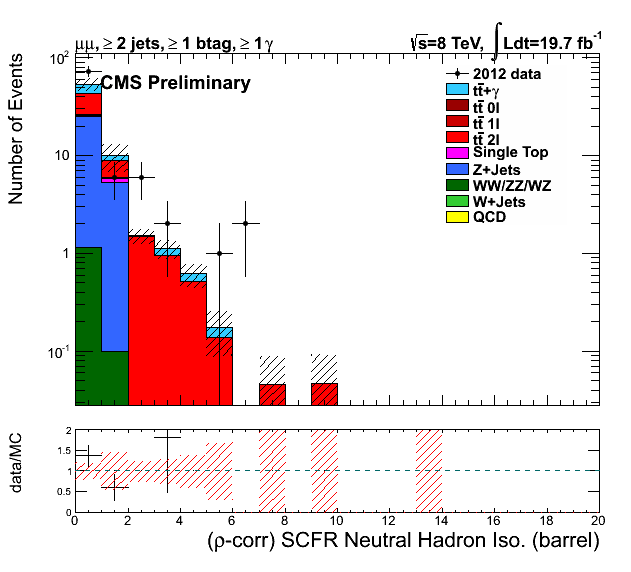 μμ, ≥ 2 jets, ≥ 1 btag, ≥ 1 γ
√s=8 TeV, ∫ Ldt=19.7 fb⁻¹
CMS Preliminary
Number of Events
10²
10
1
10⁻¹
2012 data
tt̄+γ
tt̄ 0l
tt̄ 1l
tt̄ 2l
Single Top
Z+Jets
WW/ZZ/WZ
W+Jets
QCD
data/MC
2
1.5
1
0.5
0
0 2 4 6 8 10 12 14 16 18 20
(ρ-corr) SCFR Neutral Hadron Iso. (barrel)